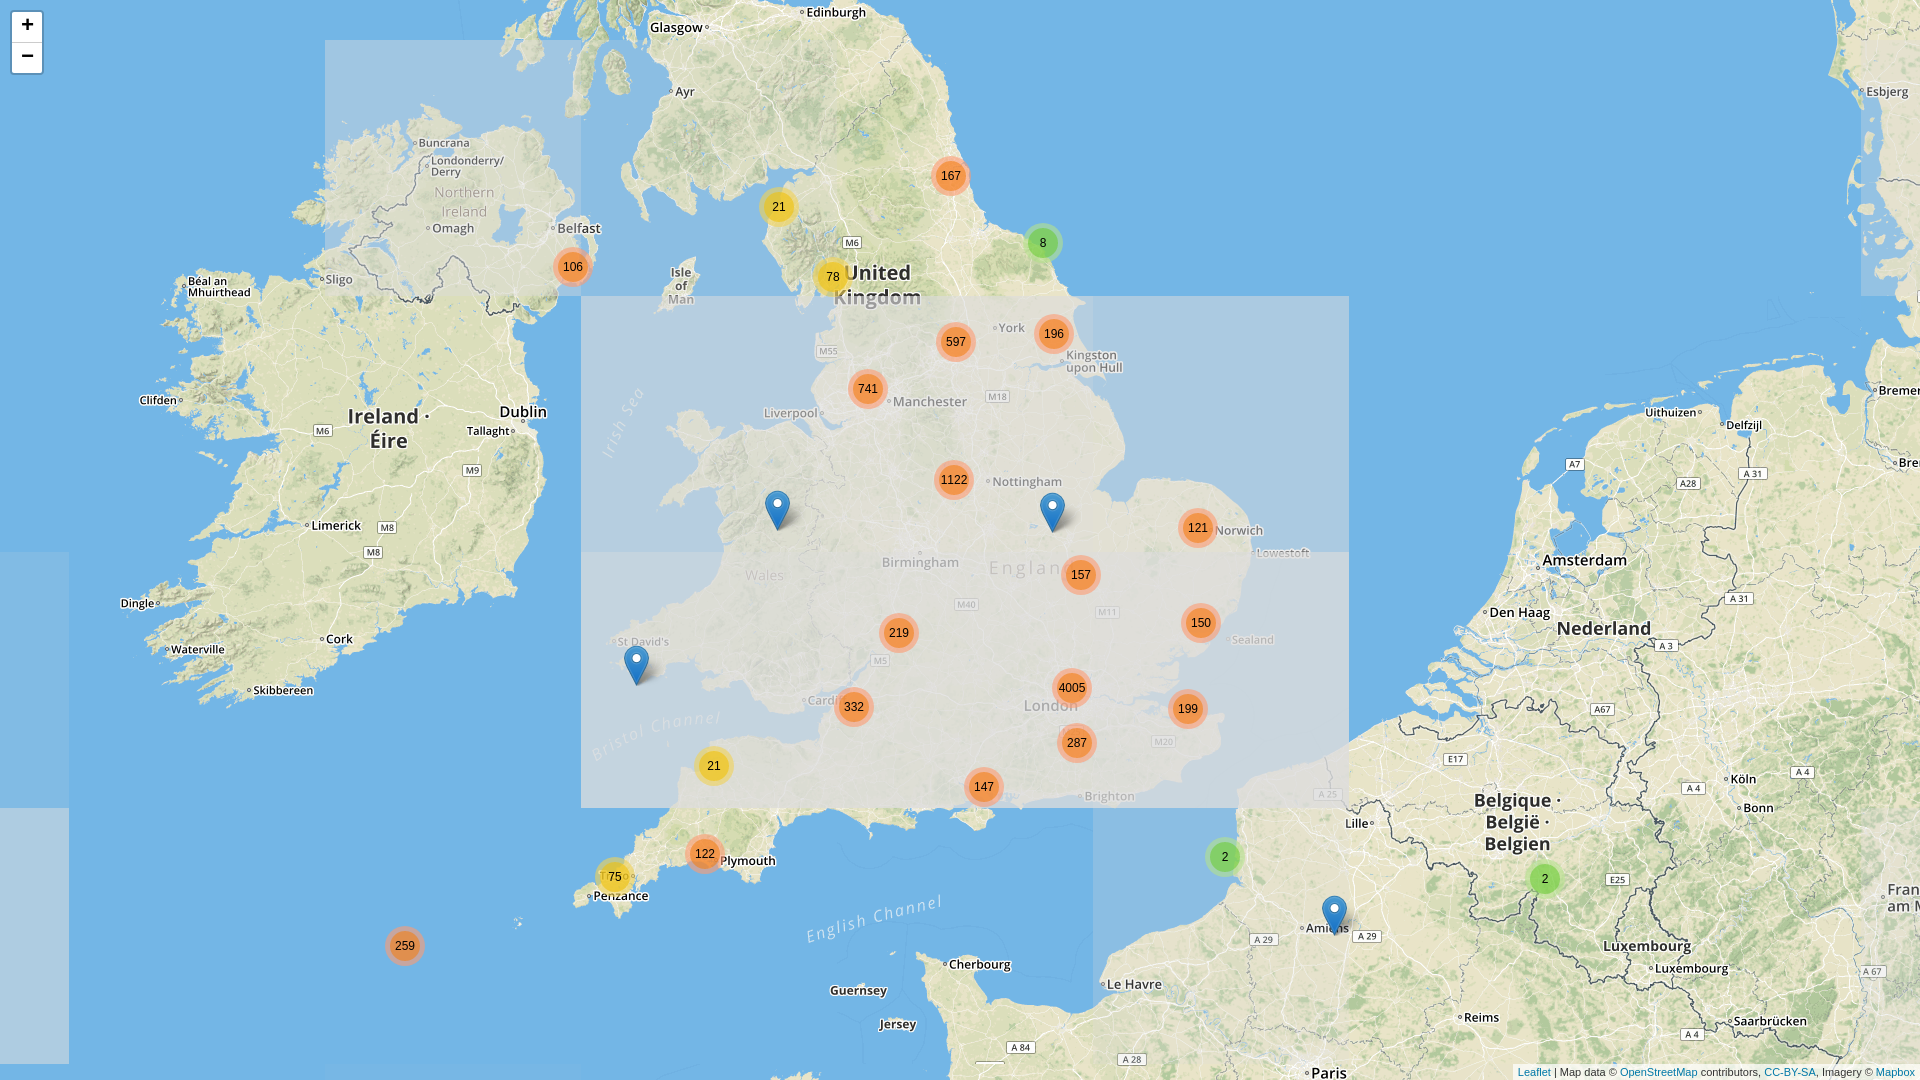 +
−
Edinburgh
Glasgow
Ayr
Esbjerg
Buncrana
Londonderry/
Derry
Northern
Ireland
Omagh
Belfast
167
21
M6
8
106
78
United
Kingdom
Isle
of
Man
Sligo
Béal an
Mhuirthead
York
196
597
M55
Kingston
upon Hull
741
Manchester
M18
Liverpool
Irish Sea
Clifden
Ireland ·
Éire
Dublin
Tallaght
M6
M9
1122
Nottingham
Limerick
M8
M8
121
Norwich
Lowestoft
Birmingham
Wales
157
M40
M11
219
150
Sealand
St David's
M5
Dingle
Cork
Waterville
Skibbereen
332
4005
London
199
287
M20
Bristol Channel
21
147
Brighton
A 25
122
Plymouth
75
Penzance
259
English Channel
Cherbourg
Guernsey
Jersey
Le Havre
A 84
A 28
2
A 29
Amiens
A 29
Lille
E17
Belgique ·
België ·
Belgien
2
E25
Luxembourg
Luxembourg
Reims
Saarbrücken
A 4
Paris
Uithuizen
Delfzijl
A7
A 31
A28
Amsterdam
Den Haag
Nederland
A 31
A 3
A67
Köln
Bonn
A 4
A 4
A 67
Leaflet | Map data © OpenStreetMap contributors, CC-BY-SA, Imagery © Mapbox